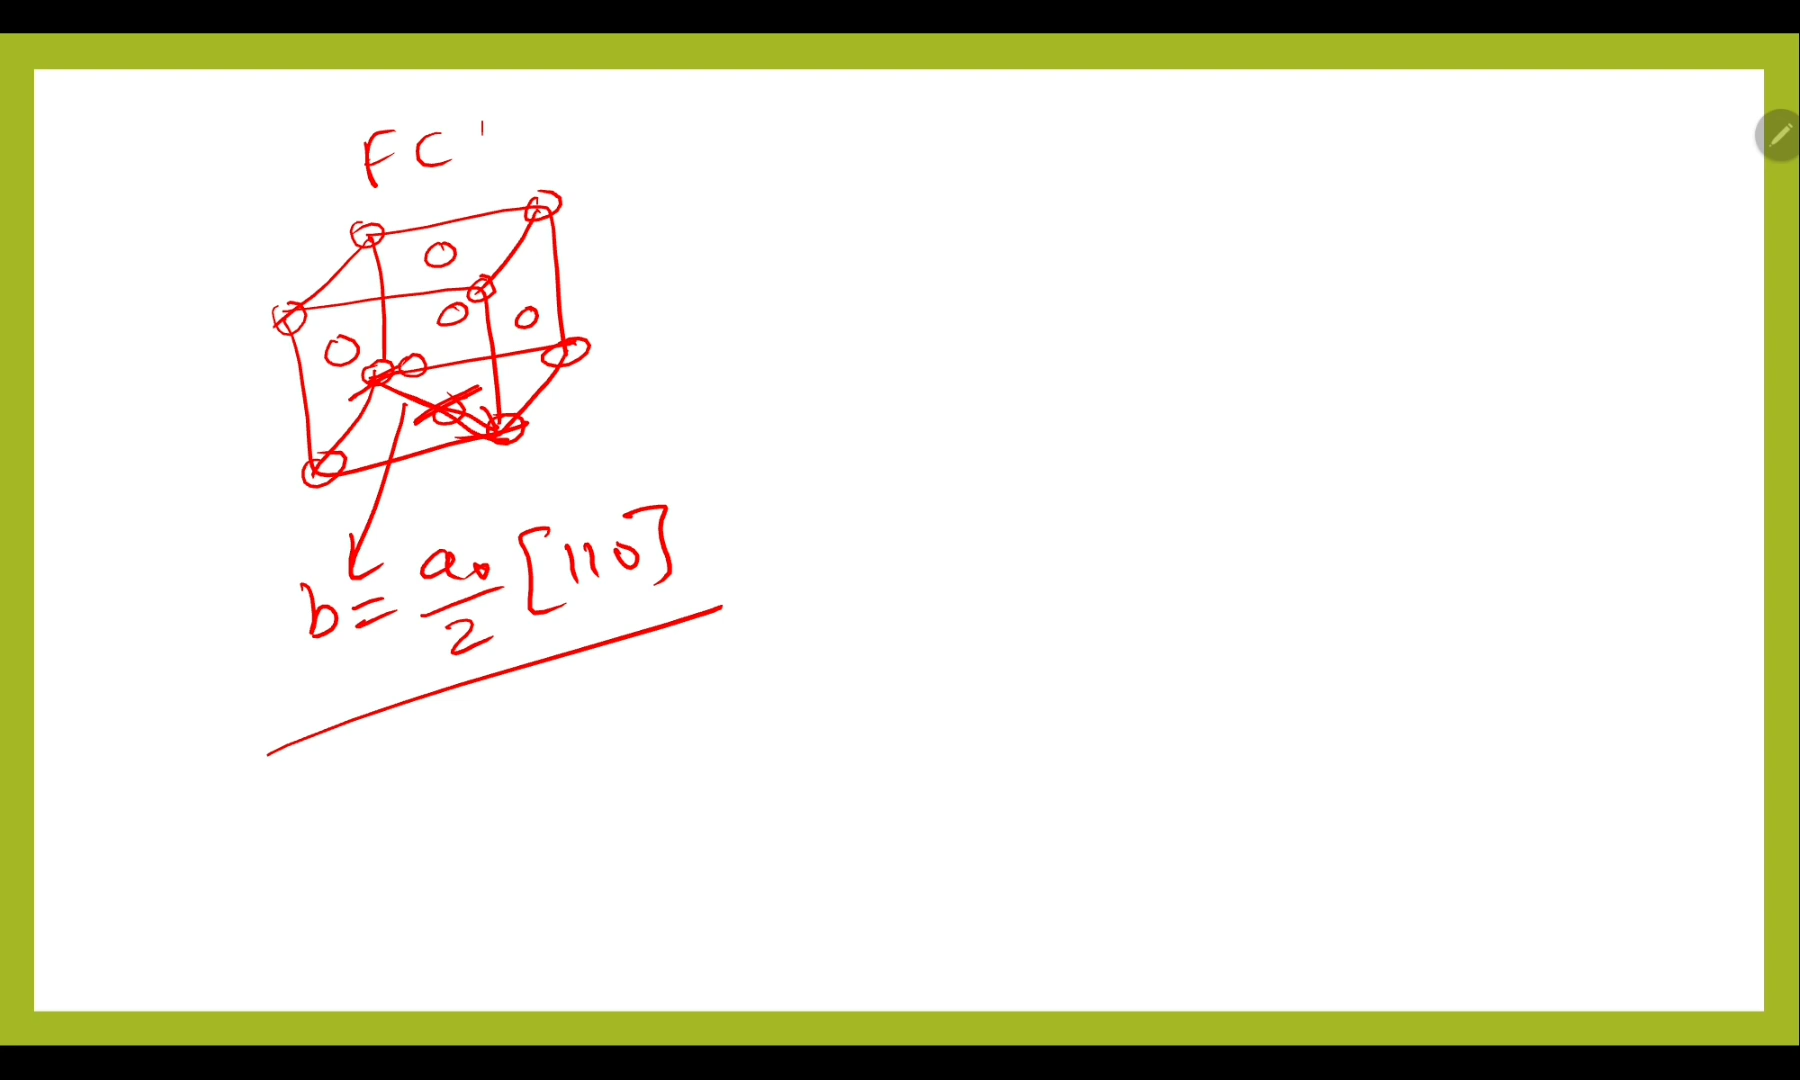 FC
b = a₀/2 [110]